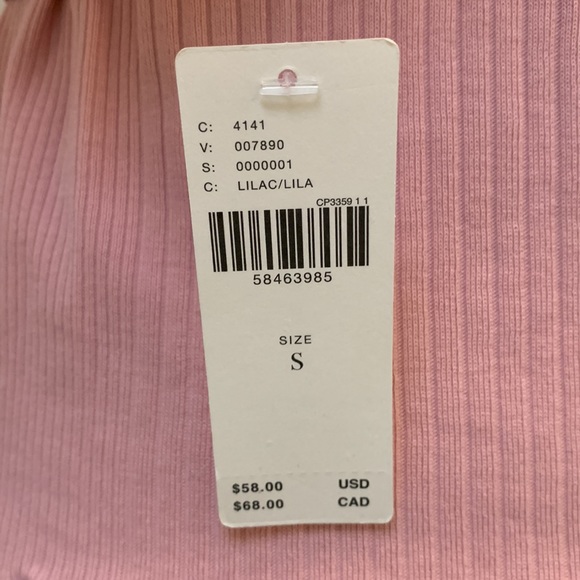 C: 4141
V: 007890
S: 0000001
C: LILAC/LILA
CP3359 1 1
58463985
SIZE
S
$58.00 USD
$68.00 CAD